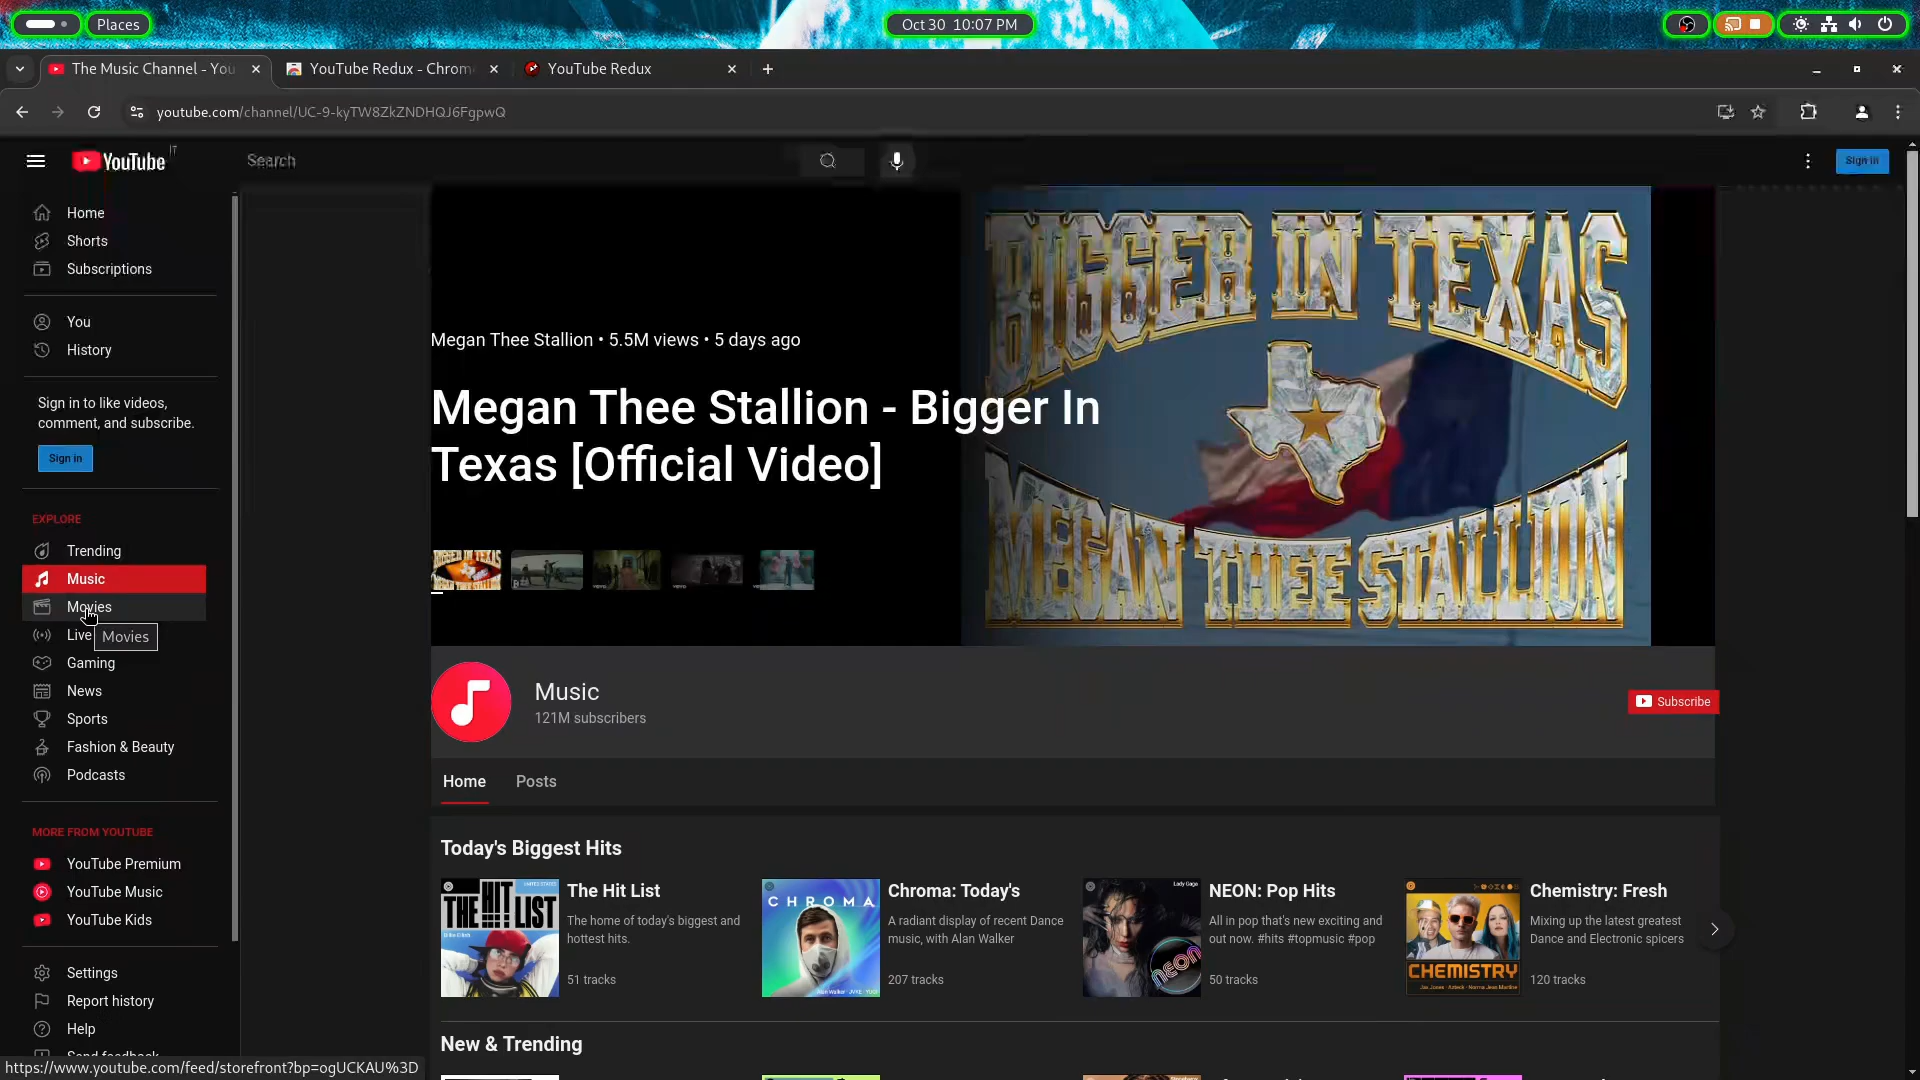 Places
Oct 30 10:07 PM
The Music Channel - You
YouTube Redux - Chrom
YouTube Redux
youtube.com/channel/UC-9-kyTW8ZkZNDHQJ6FgpwQ
YouTube
IT
Search
Sign in
Home
Shorts
Subscriptions
You
History
Sign in to like videos,
comment, and subscribe.
Sign in
EXPLORE
Trending
Music
Movies
Live
Movies
Gaming
News
Sports
Fashion & Beauty
Podcasts
MORE FROM YOUTUBE
YouTube Premium
YouTube Music
YouTube Kids
Settings
Report history
Help
Send feedback
https://www.youtube.com/feed/storefront?bp=ogUCKAU%3D
BIGGER IN TEXAS
MEGAN THEE STALLION
Megan Thee Stallion • 5.5M views • 5 days ago
Megan Thee Stallion - Bigger In
Texas [Official Video]
Music
121M subscribers
Subscribe
Home
Posts
Today's Biggest Hits
THE HIT LIST
The Hit List
The home of today's biggest and
hottest hits.
51 tracks
CHROMA
Chroma: Today's
A radiant display of recent Dance
music, with Alan Walker
207 tracks
Lady Gaga
NEON
NEON: Pop Hits
All in pop that's new exciting and
out now. #hits #topmusic #pop
50 tracks
CHEMISTRY
Chemistry: Fresh
Mixing up the latest greatest
Dance and Electronic spicers
120 tracks
New & Trending